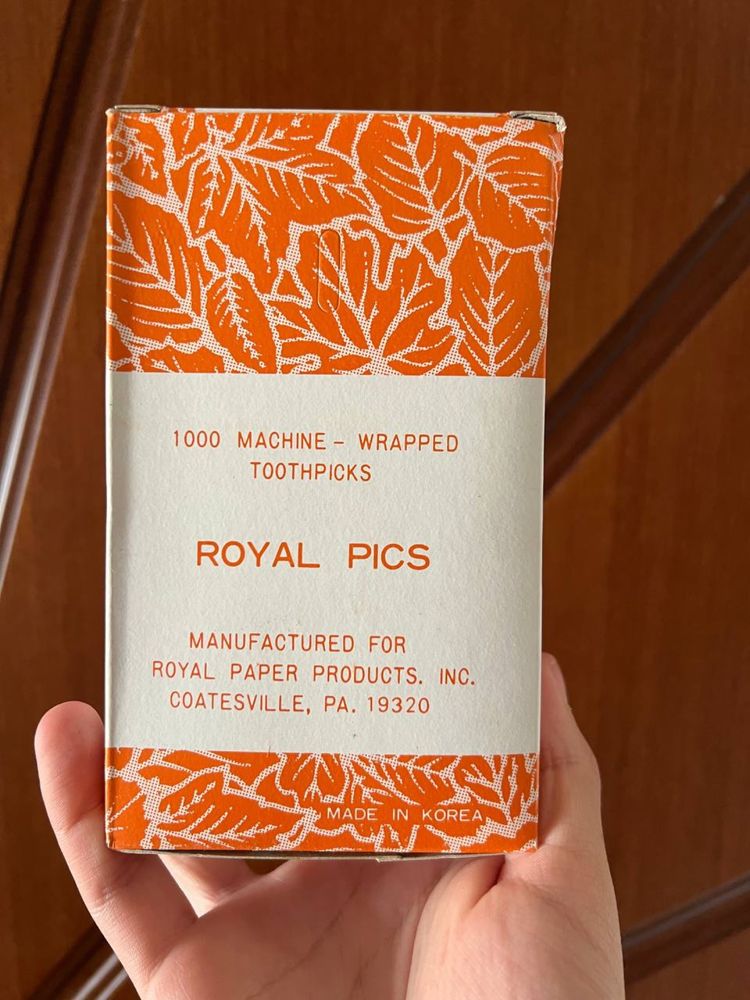 1000 MACHINE - WRAPPED
TOOTHPICKS
ROYAL PICS
MANUFACTURED FOR
ROYAL PAPER PRODUCTS. INC.
COATESVILLE, PA. 19320
MADE IN KOREA